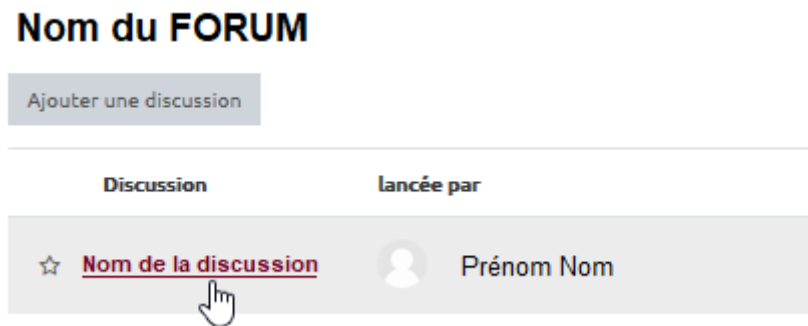 Nom du FORUM
Ajouter une discussion
Discussion lancée par
Nom de la discussion Prénom Nom